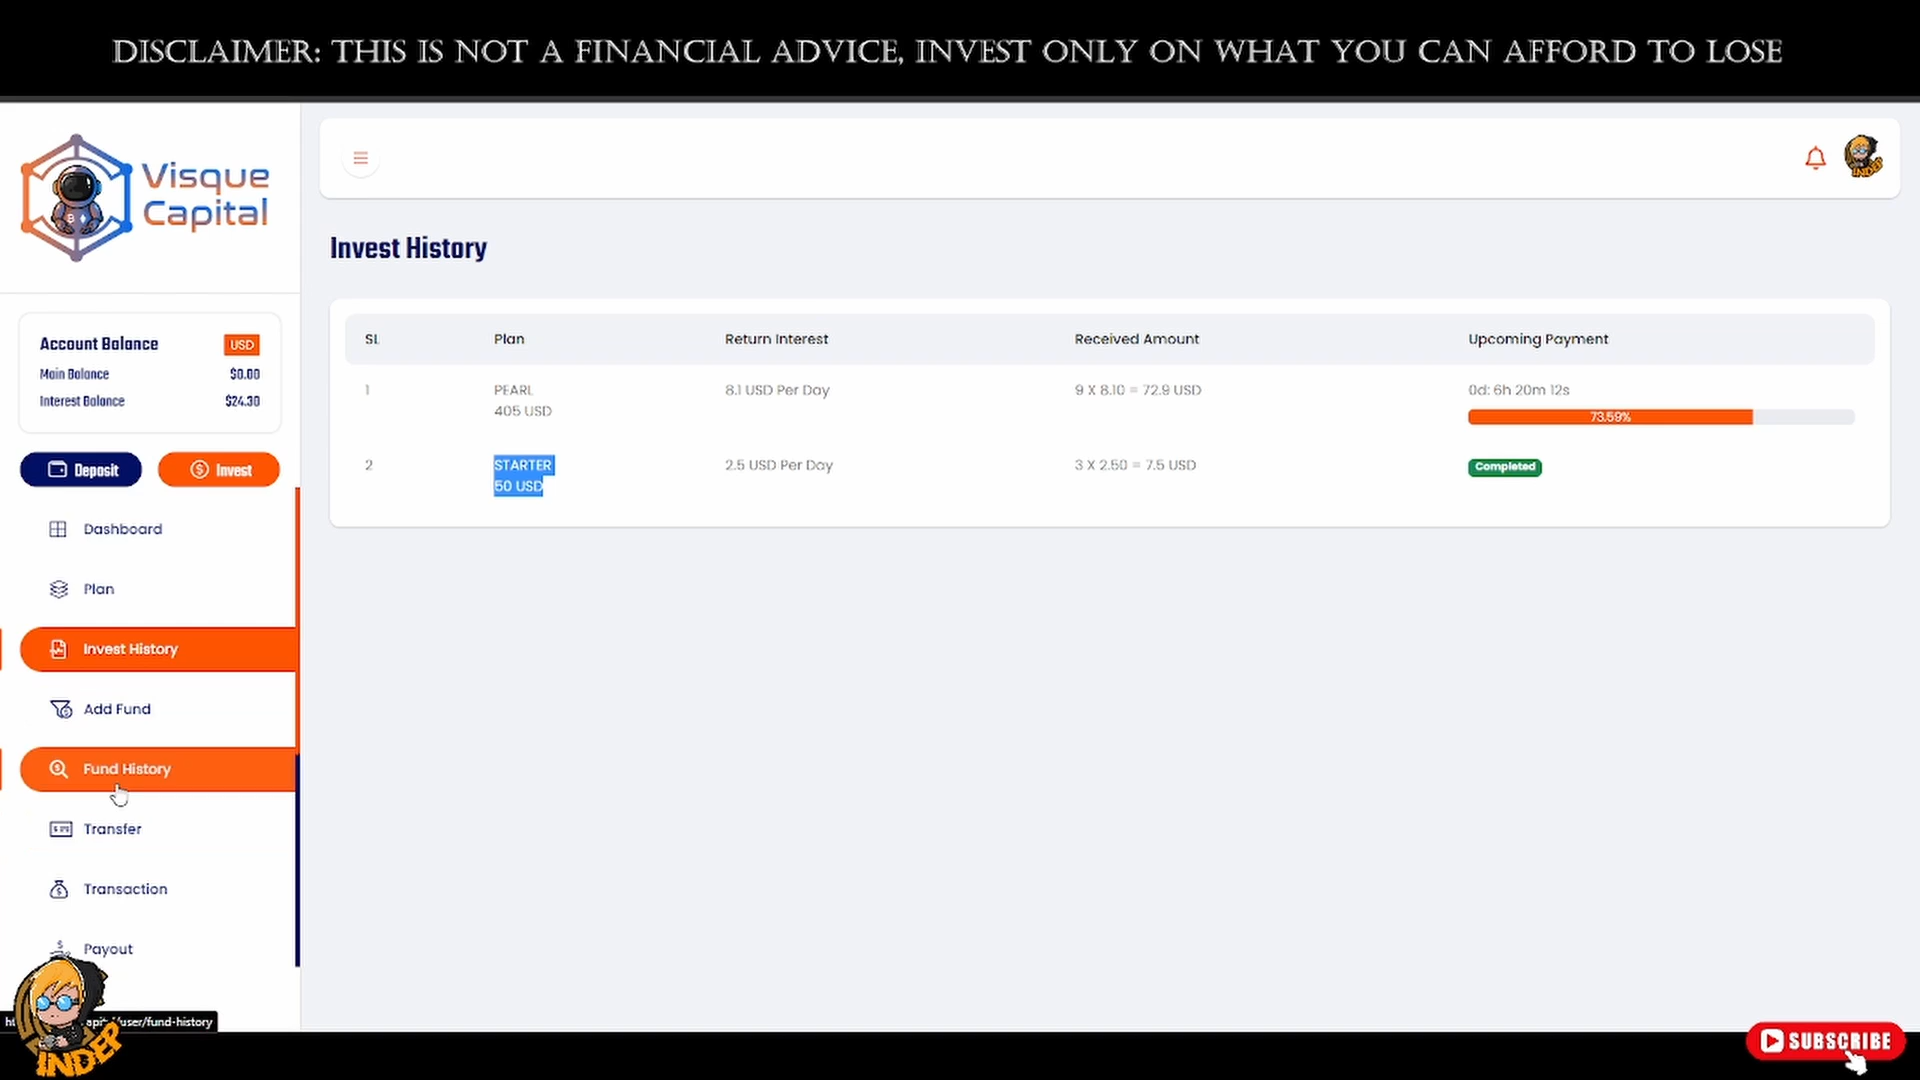 DISCLAIMER: THIS IS NOT A FINANCIAL ADVICE, INVEST ONLY ON WHAT YOU CAN AFFORD TO LOSE
Visque
Capital
Account Balance USD
Main Balance $0.00
Interest Balance $24.30
Deposit Invest
Dashboard
Plan
Invest History
Add Fund
Fund History
Transfer
Transaction
Payout
Invest History
SL Plan Return Interest Received Amount Upcoming Payment
1 PEARL 8.1 USD Per Day 9 X 8.10 = 72.9 USD 0d: 6h 20m 12s
405 USD 73.59%
2 STARTER 2.5 USD Per Day 3 X 2.50 = 7.5 USD Completed
50 USD
/user/fund-history
INDEP
SUBSCRIBE